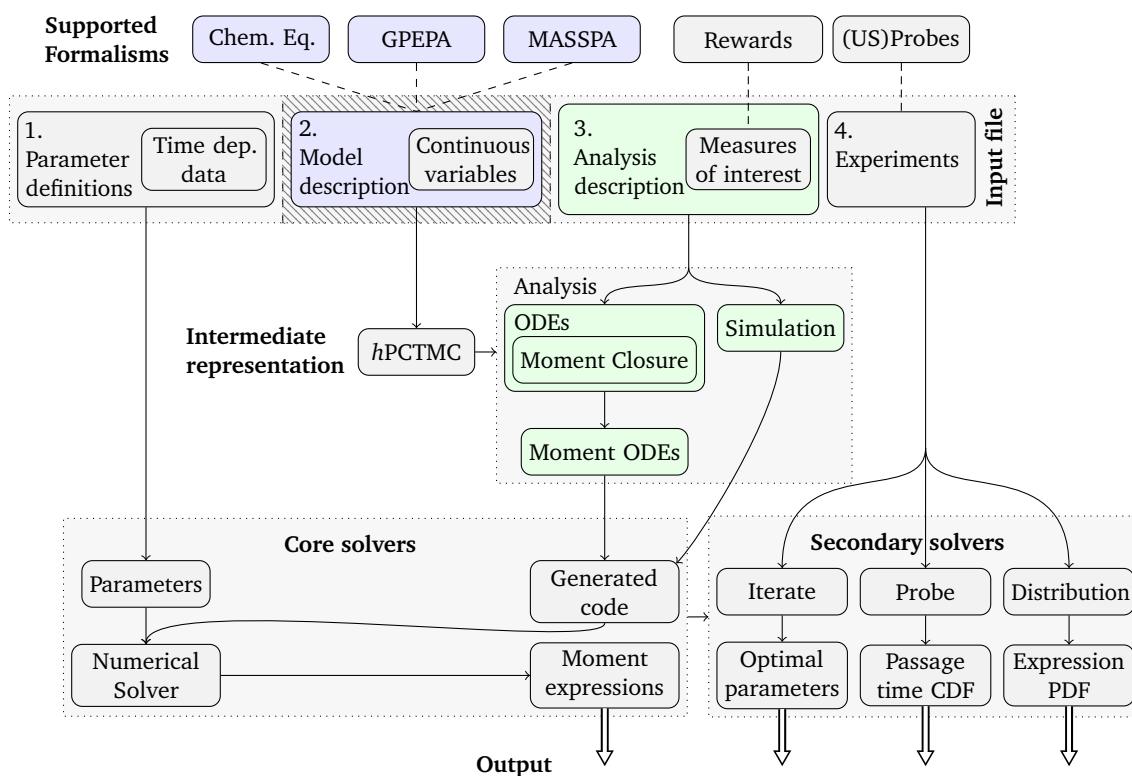 Supported
Formalisms
Chem. Eq.
GPEPA
MASSPA
Rewards
(US)Probes
1.
Parameter
definitions
Time dep.
data
2.
Model
description
Continuous
variables
3.
Analysis
description
Measures
of interest
4.
Experiments
Input file
Analysis
ODEs
Moment Closure
Simulation
Intermediate
representation
hPCTMC
Moment ODEs
Core solvers
Secondary solvers
Parameters
Generated
code
Iterate
Probe
Distribution
Numerical
Solver
Moment
expressions
Optimal
parameters
Passage
time CDF
Expression
PDF
Output